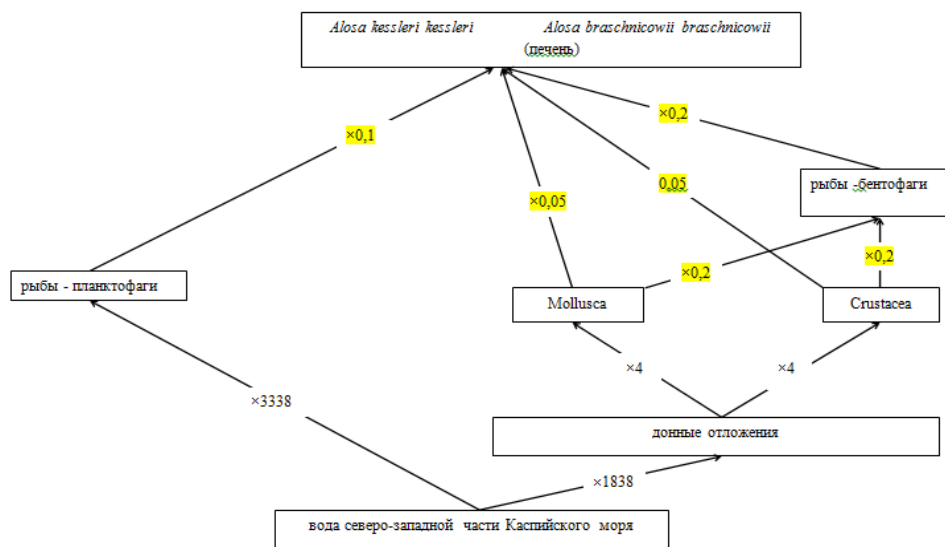 Alosa kessleri kessleri Alosa braschnicowii braschnicowii
(печень)
×0,2
×0,1
0,05
рыбы -бентофаги
×0,05
×0,2
×0,2
рыбы - планктофаги
Mollusca
Crustacea
×4
×4
×3338
донные отложения
×1838
вода северо-западной части Каспийского моря